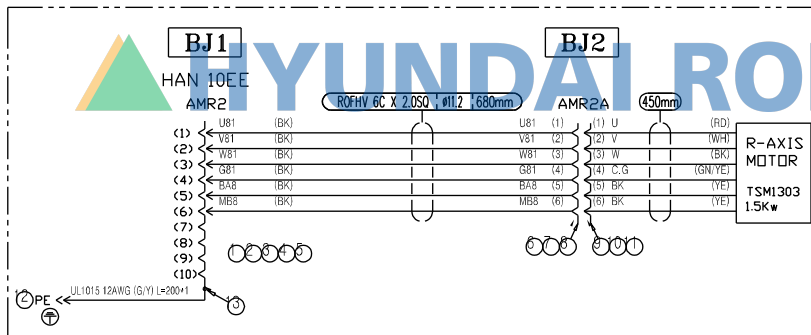 BJ1
BJ2
HYUNDAI RO
HAN 10EE
AMR2
ROFHV 6C X 2.0SQ ø11.2 680mm
AMR2A
450mm
(1) U81 (BK) U81 (1) (1) U (RD)
(2) V81 (BK) V81 (2) (2) V (WH)
(3) W81 (BK) W81 (3) (3) W (BK)
(4) G81 (BK) G81 (4) (4) C.G (GN/YE)
(5) BA8 (BK) BA8 (5) (5) BK (YE)
(6) MB8 (BK) MB8 (6) (6) BK (YE)
R-AXIS
MOTOR
TSM1303
1.5Kw
(7)
(8)
(9)
(10)
1 2 3 4 5
6 7 8
9 10 11
12 PE UL1015 12AWG (G/Y) L=200±1
13